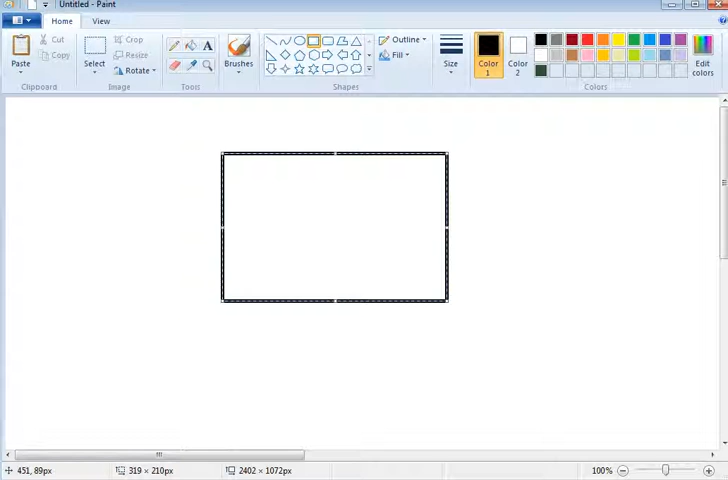 Untitled - Paint
Home View
Paste
Cut
Copy
Clipboard
Select
Crop
Resize
Rotate
Image
A
Tools
Brushes
Outline
Fill
Shapes
Size
Color 1
Color 2
Edit colors
Colors
451, 89px
319 × 210px
2402 × 1072px
100%